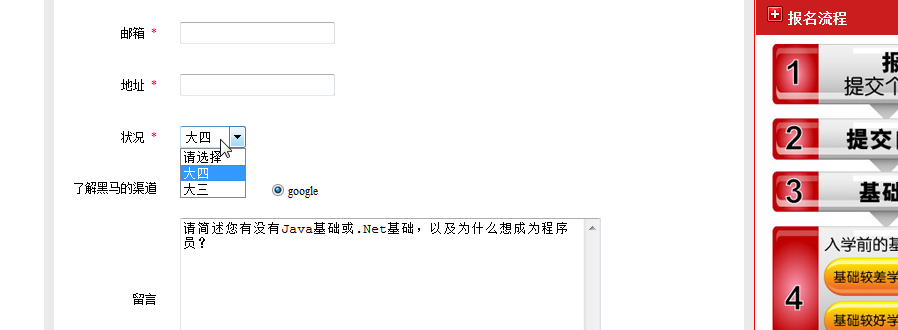 邮箱 *
地址 *
状况 *
大四
请选择
大四
大三
了解黑马的渠道
google
请简述您有没有Java基础或.Net基础，以及为什么想成为程序
员？
留言
报名流程
1
提交个
2
提交
3
基础
4
入学前的基
基础较差学
基础较好学